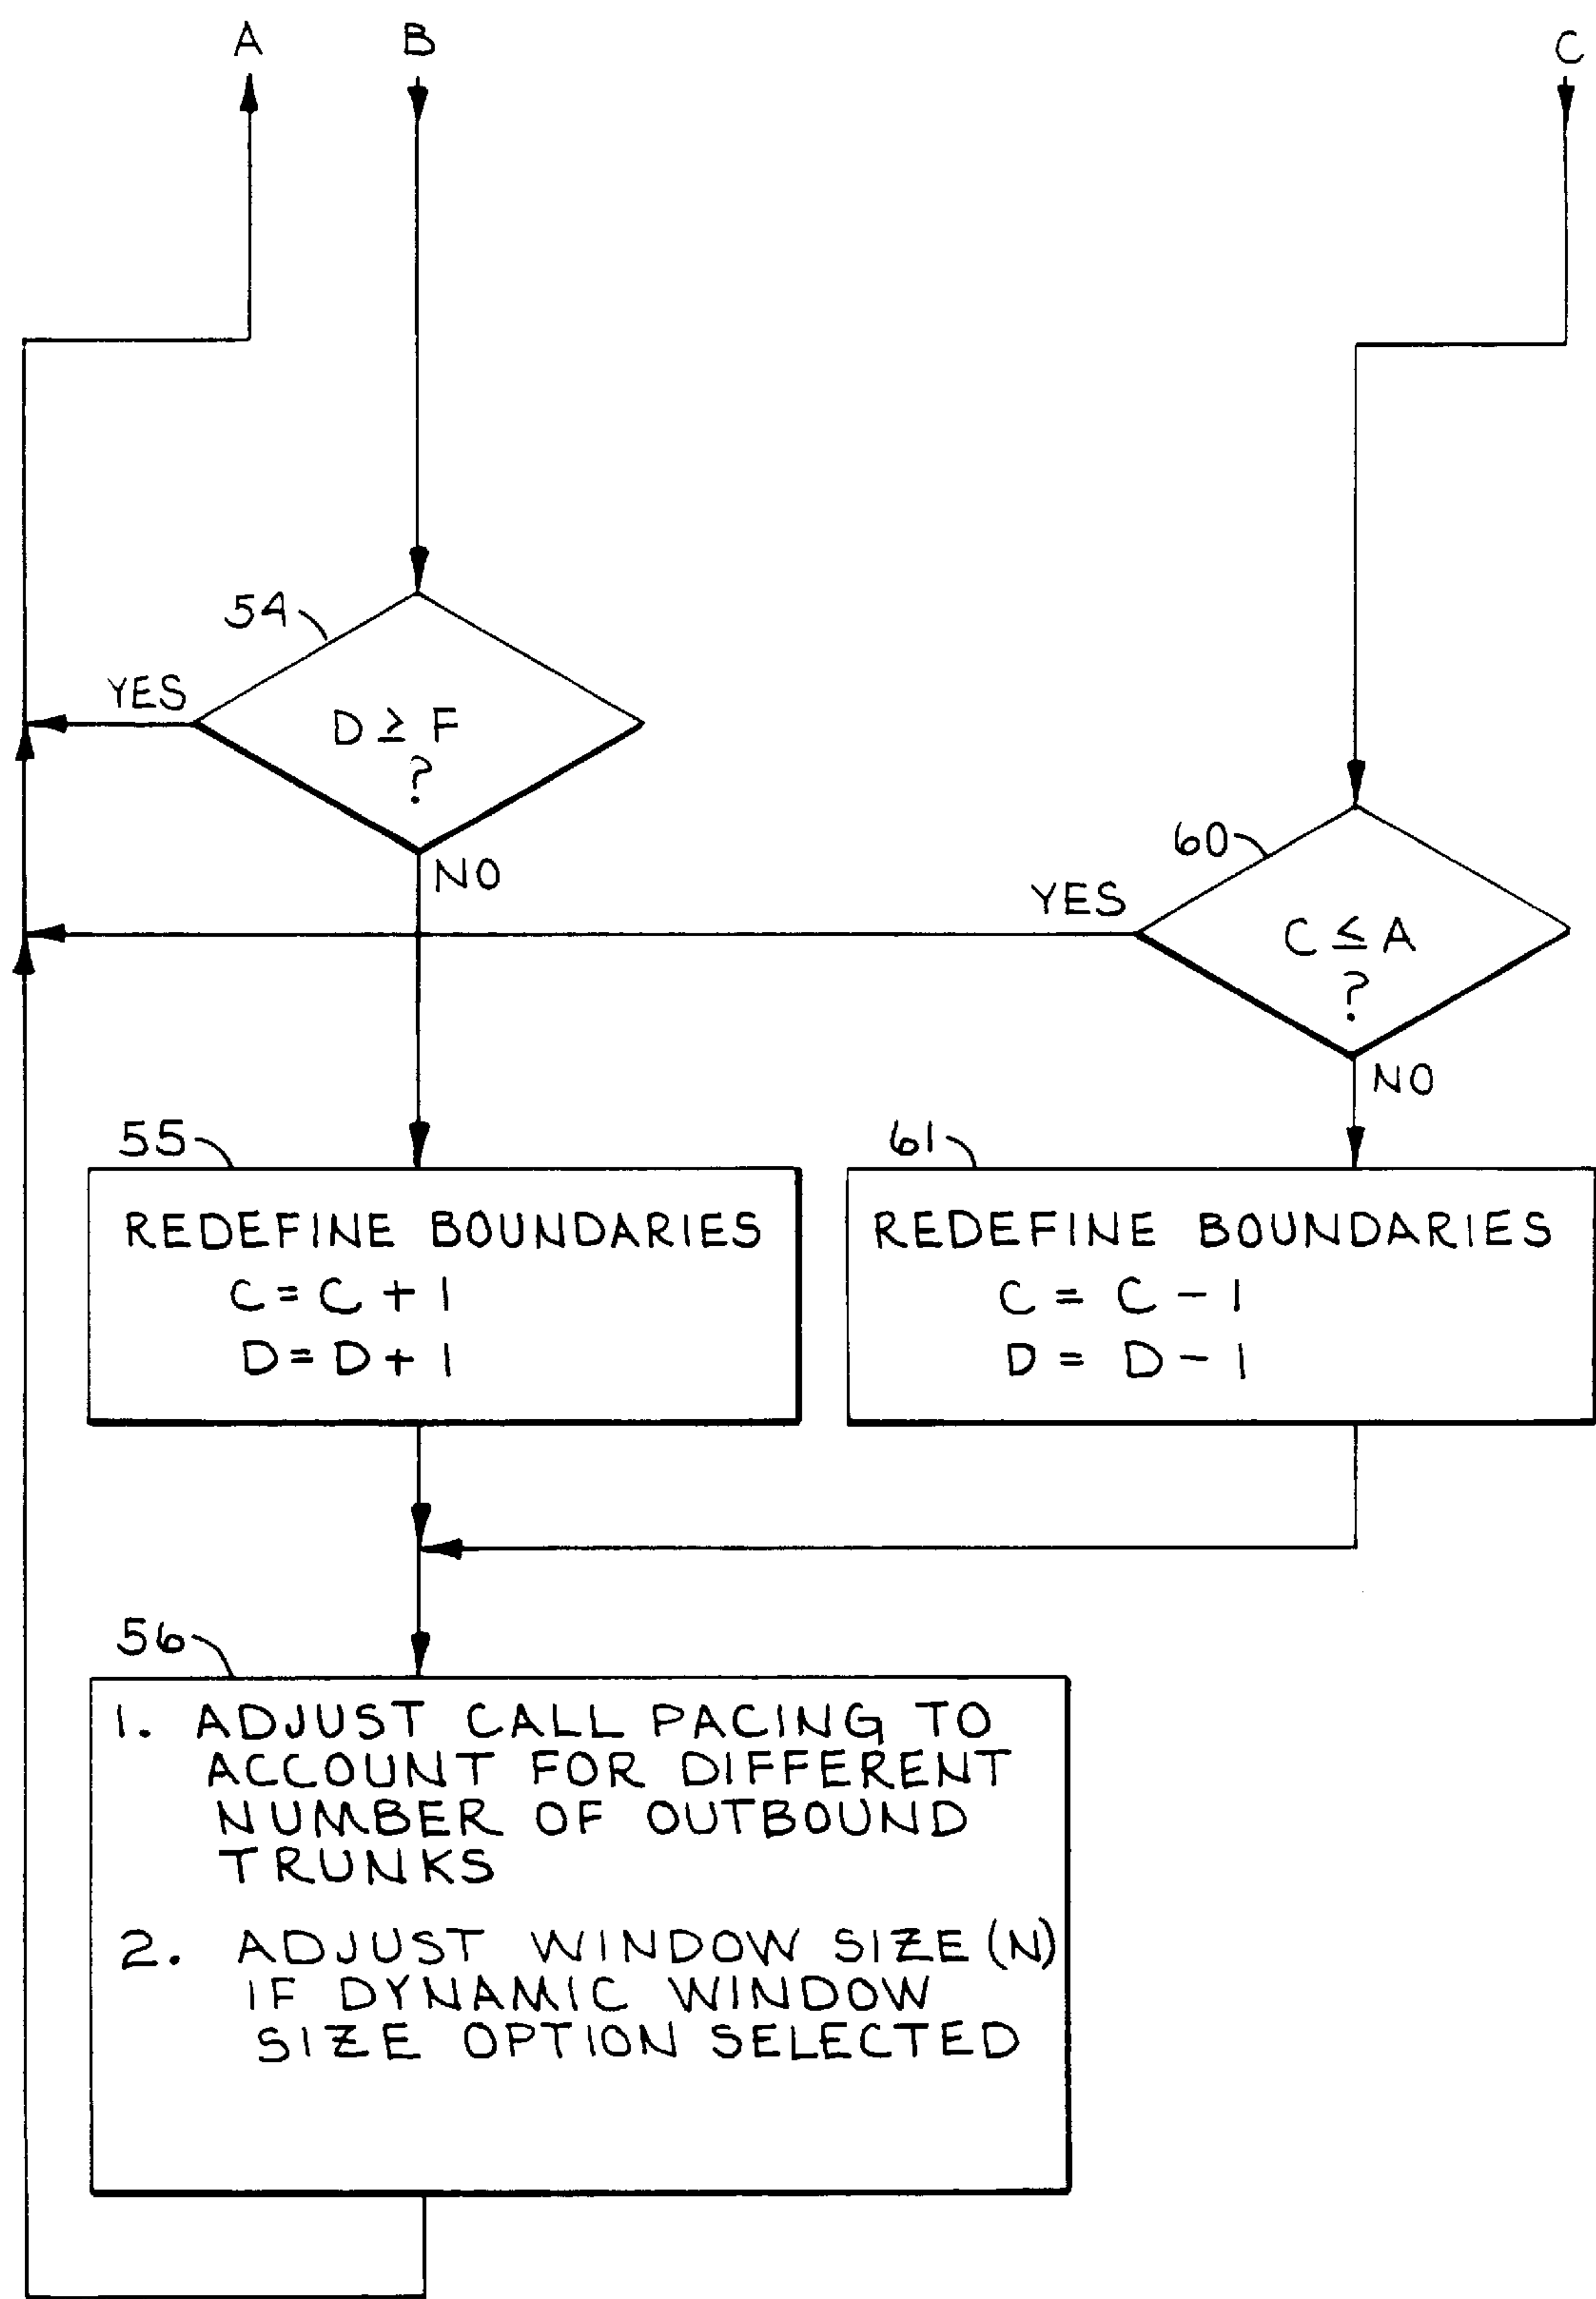 A
B
C
54
YES
D ≥ F
?
NO
60
YES
C ≤ A
?
NO
55
REDEFINE BOUNDARIES
C = C + 1
D = D + 1
61
REDEFINE BOUNDARIES
C = C - 1
D = D - 1
56
1. ADJUST CALL PACING TO
ACCOUNT FOR DIFFERENT
NUMBER OF OUTBOUND
TRUNKS
2. ADJUST WINDOW SIZE (N)
IF DYNAMIC WINDOW
SIZE OPTION SELECTED